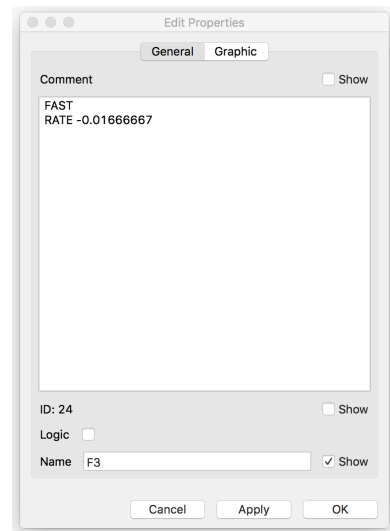 Edit Properties
General Graphic
Comment Show
FAST
RATE -0.01666667
ID: 24 Show
Logic
Name F3 Show
Cancel Apply OK